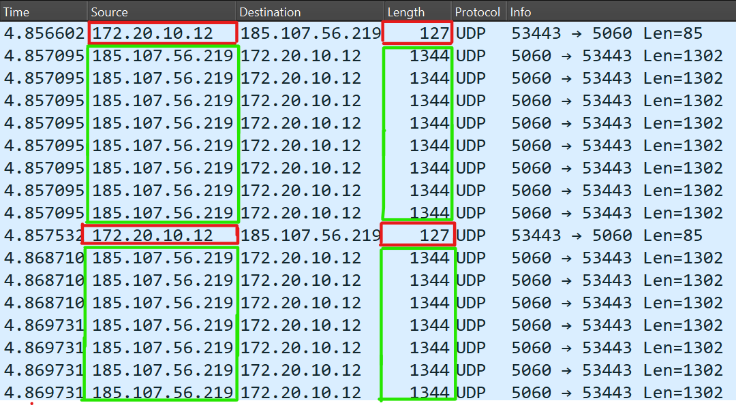 Time Source Destination Length Protocol Info
4.856602 172.20.10.12 185.107.56.219 127 UDP 53443 → 5060 Len=85
4.857095 185.107.56.219 172.20.10.12 1344 UDP 5060 → 53443 Len=1302
4.857095 185.107.56.219 172.20.10.12 1344 UDP 5060 → 53443 Len=1302
4.857095 185.107.56.219 172.20.10.12 1344 UDP 5060 → 53443 Len=1302
4.857095 185.107.56.219 172.20.10.12 1344 UDP 5060 → 53443 Len=1302
4.857095 185.107.56.219 172.20.10.12 1344 UDP 5060 → 53443 Len=1302
4.857095 185.107.56.219 172.20.10.12 1344 UDP 5060 → 53443 Len=1302
4.857095 185.107.56.219 172.20.10.12 1344 UDP 5060 → 53443 Len=1302
4.857095 185.107.56.219 172.20.10.12 1344 UDP 5060 → 53443 Len=1302
4.857532 172.20.10.12 185.107.56.219 127 UDP 53443 → 5060 Len=85
4.868710 185.107.56.219 172.20.10.12 1344 UDP 5060 → 53443 Len=1302
4.868710 185.107.56.219 172.20.10.12 1344 UDP 5060 → 53443 Len=1302
4.868710 185.107.56.219 172.20.10.12 1344 UDP 5060 → 53443 Len=1302
4.869731 185.107.56.219 172.20.10.12 1344 UDP 5060 → 53443 Len=1302
4.869731 185.107.56.219 172.20.10.12 1344 UDP 5060 → 53443 Len=1302
4.869731 185.107.56.219 172.20.10.12 1344 UDP 5060 → 53443 Len=1302
4.869731 185.107.56.219 172.20.10.12 1344 UDP 5060 → 53443 Len=1302